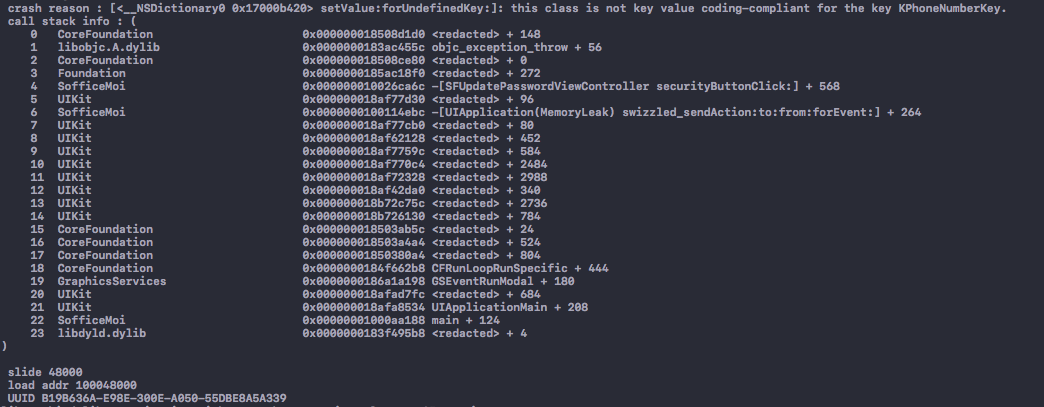 crash reason : [<__NSDictionary0 0x17000b420> setValue:forUndefinedKey:]: this class is not key value coding-compliant for the key KPhoneNumberKey.
call stack info : (
0 CoreFoundation 0x000000018508d1d0 <redacted> + 148
1 libobjc.A.dylib 0x0000000183ac455c objc_exception_throw + 56
2 CoreFoundation 0x000000018508ce80 <redacted> + 0
3 Foundation 0x0000000185ac18f0 <redacted> + 272
4 SofficeMoi 0x000000010026ca6c -[SFUpdatePasswordViewController securityButtonClick:] + 568
5 UIKit 0x000000018af77d30 <redacted> + 96
6 SofficeMoi 0x0000000100114ebc -[UIApplication(MemoryLeak) swizzled_sendAction:to:from:forEvent:] + 264
7 UIKit 0x000000018af77cb0 <redacted> + 80
8 UIKit 0x000000018af62128 <redacted> + 452
9 UIKit 0x000000018af7759c <redacted> + 584
10 UIKit 0x000000018af770c4 <redacted> + 2484
11 UIKit 0x000000018af72328 <redacted> + 2988
12 UIKit 0x000000018af42da0 <redacted> + 340
13 UIKit 0x000000018b72c75c <redacted> + 2736
14 UIKit 0x000000018b726130 <redacted> + 784
15 CoreFoundation 0x000000018503ab5c <redacted> + 24
16 CoreFoundation 0x000000018503a4a4 <redacted> + 524
17 CoreFoundation 0x00000001850380a4 <redacted> + 804
18 CoreFoundation 0x0000000184f662b8 CFRunLoopRunSpecific + 444
19 GraphicsServices 0x0000000186a1a198 GSEventRunModal + 180
20 UIKit 0x000000018afad7fc <redacted> + 684
21 UIKit 0x000000018afa8534 UIApplicationMain + 208
22 SofficeMoi 0x00000001000aa188 main + 124
23 libdyld.dylib 0x0000000183f495b8 <redacted> + 4
)
slide 48000
load addr 100048000
UUID B19B636A-E98E-300E-A050-55DBE8A5A339